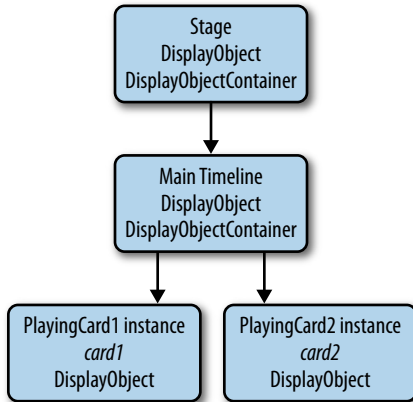 Stage
DisplayObject
DisplayObjectContainer
Main Timeline
DisplayObject
DisplayObjectContainer
PlayingCard1 instance
card1
DisplayObject
PlayingCard2 instance
card2
DisplayObject